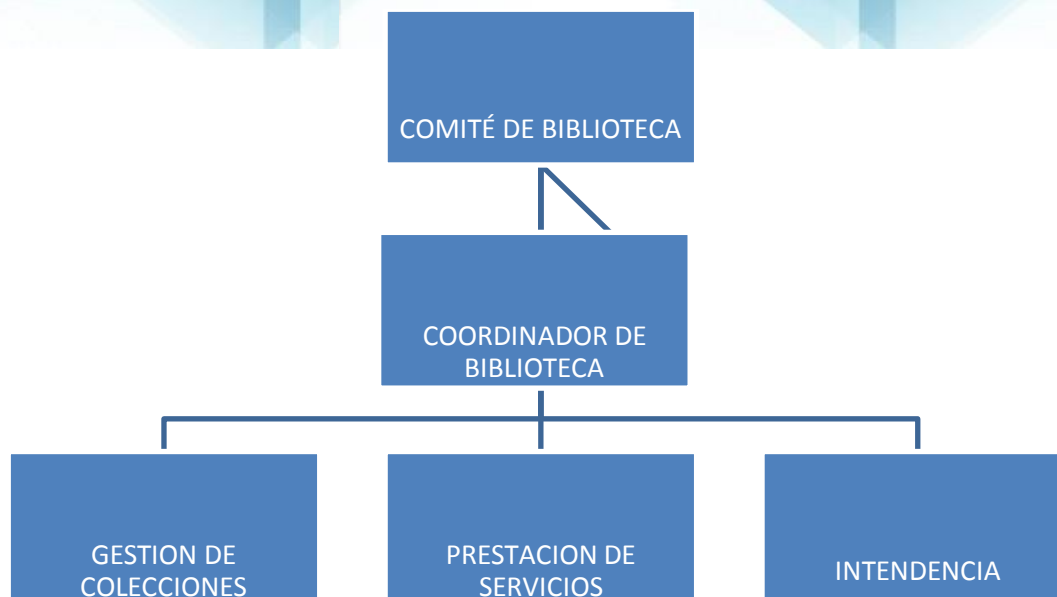 COMITÉ DE BIBLIOTECA
COORDINADOR DE
BIBLIOTECA
GESTION DE
COLECCIONES
PRESTACION DE
SERVICIOS
INTENDENCIA